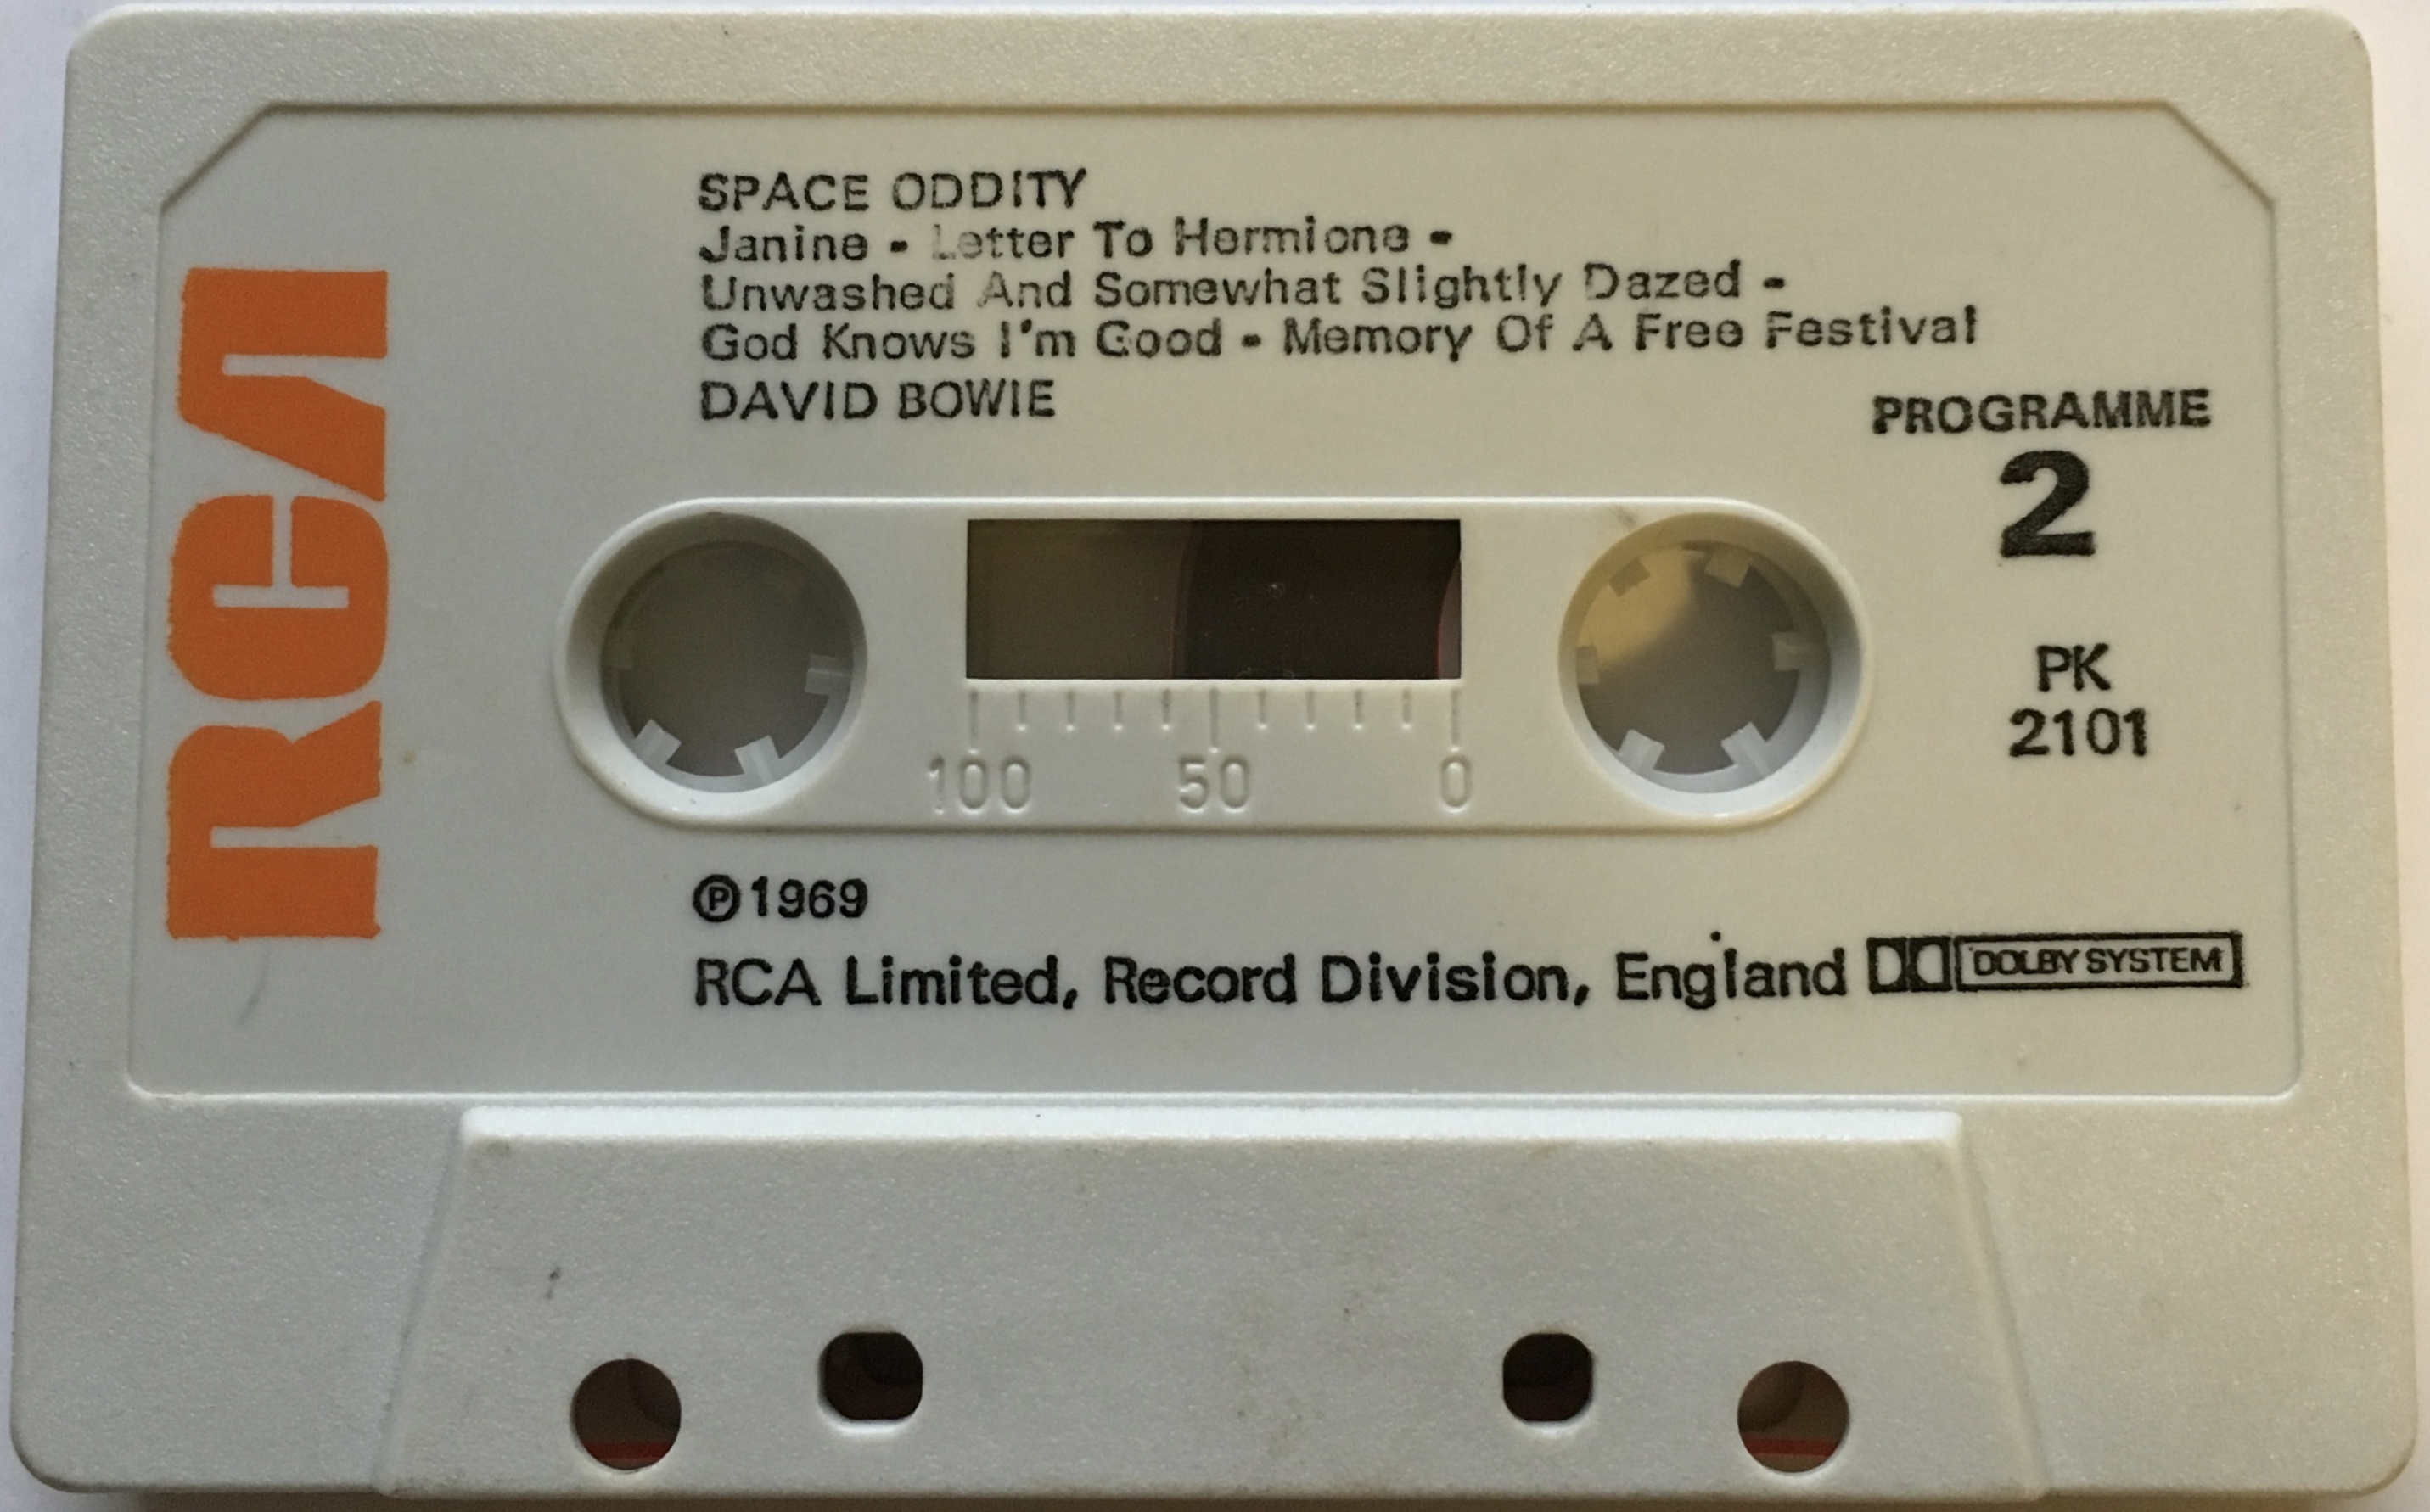 RCA
SPACE ODDITY
Janine - Letter To Hermione -
Unwashed And Somewhat Slightly Dazed -
God Knows I'm Good - Memory Of A Free Festival
DAVID BOWIE
PROGRAMME
2
PK
2101
100 50 0
℗1969
RCA Limited, Record Division, England DOLBY SYSTEM